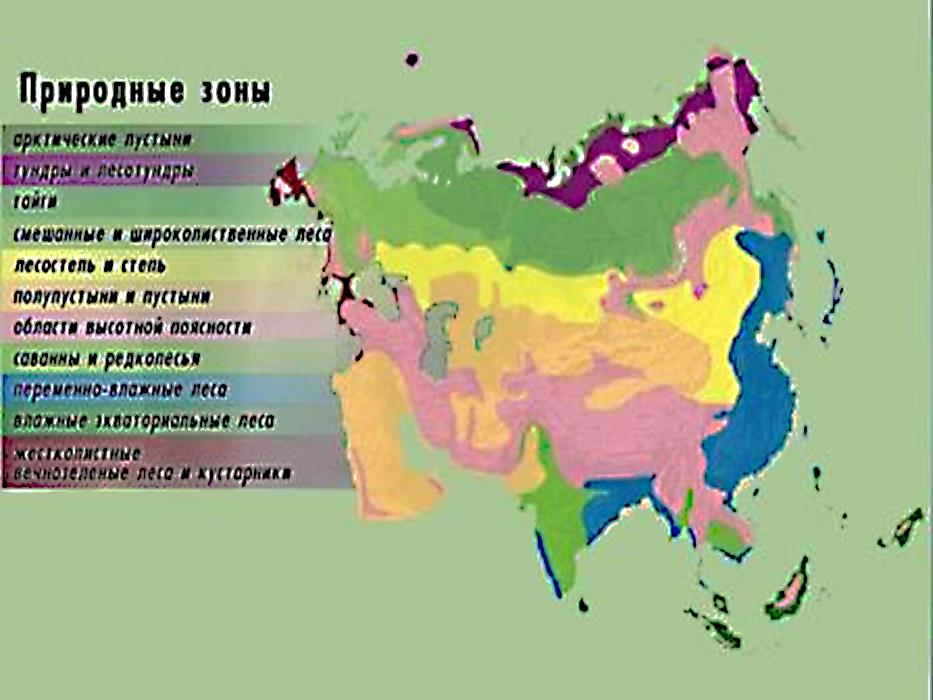 Природные зоны
арктические пустыни
тундры и лесотундры
тайги
смешанные и широколиственные леса
лесостепь и степь
полупустыни и пустыни
области высотной поясности
саванны и редколесья
переменно-влажные леса
влажные экваториальные леса
жестколистные
вечнозеленые леса и кустарники